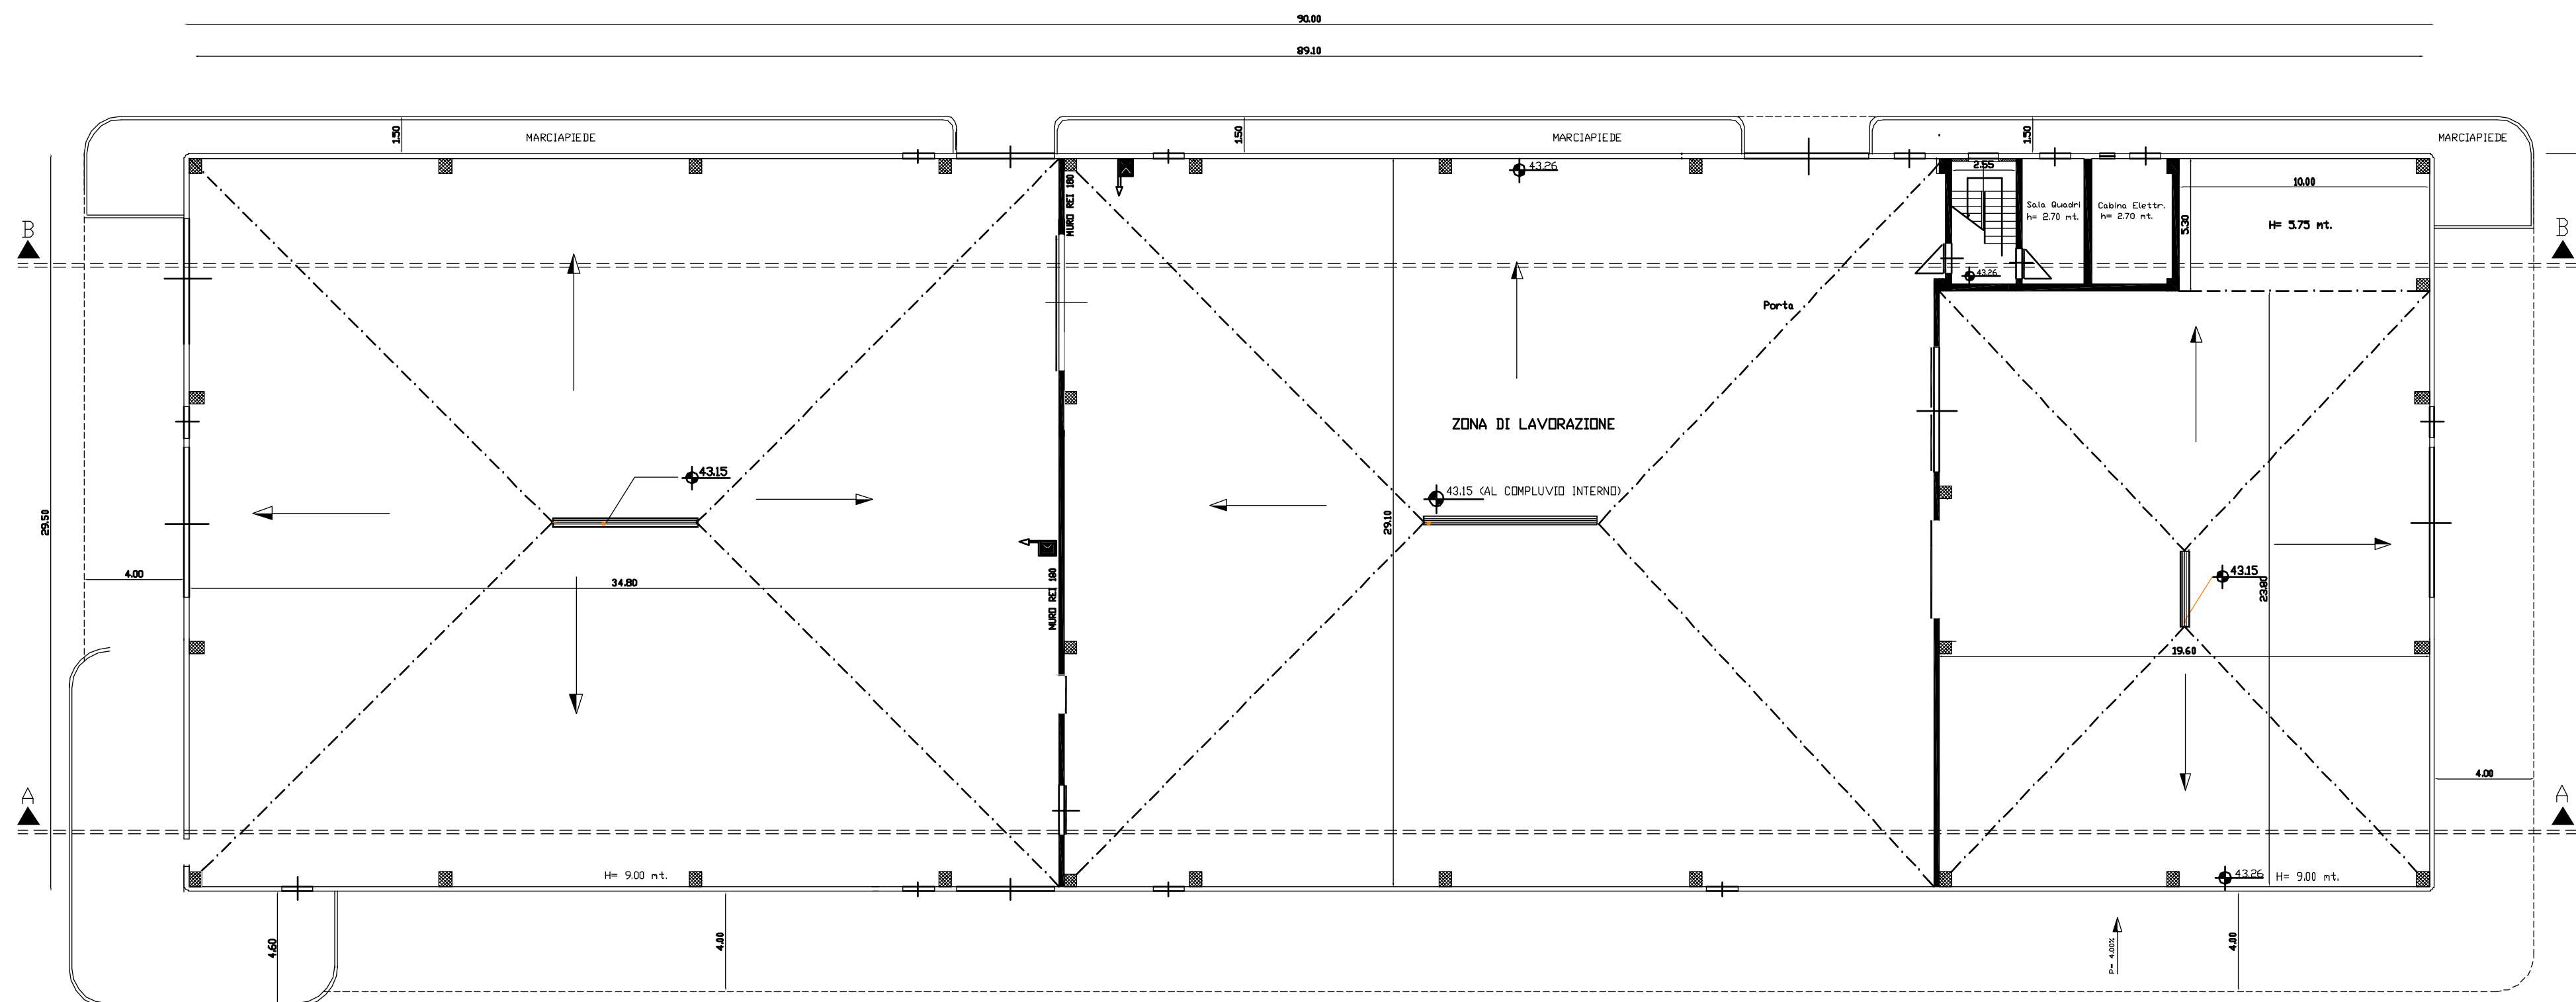 90.00
89.10
MARCIAPIEDE
MARCIAPIEDE
MARCIAPIEDE
1.50
1.50
1.50
43.26
2.55
10.00
MURO REI 180
Sala Quadri
h= 2.70 mt.
Cabina Elettr.
h= 2.70 mt.
5.30
H= 5.75 mt.
B
B
43.26
Porta
ZONA DI LAVORAZIONE
43.15
43.15 (AL COMPLUVIO INTERNO)
29.50
29.10
4.00
34.80
MURO REI 180
43.15
23.80
19.60
4.00
A
A
H= 9.00 mt.
43.26
H= 9.00 mt.
4.60
4.00
P= 4.00%
4.00